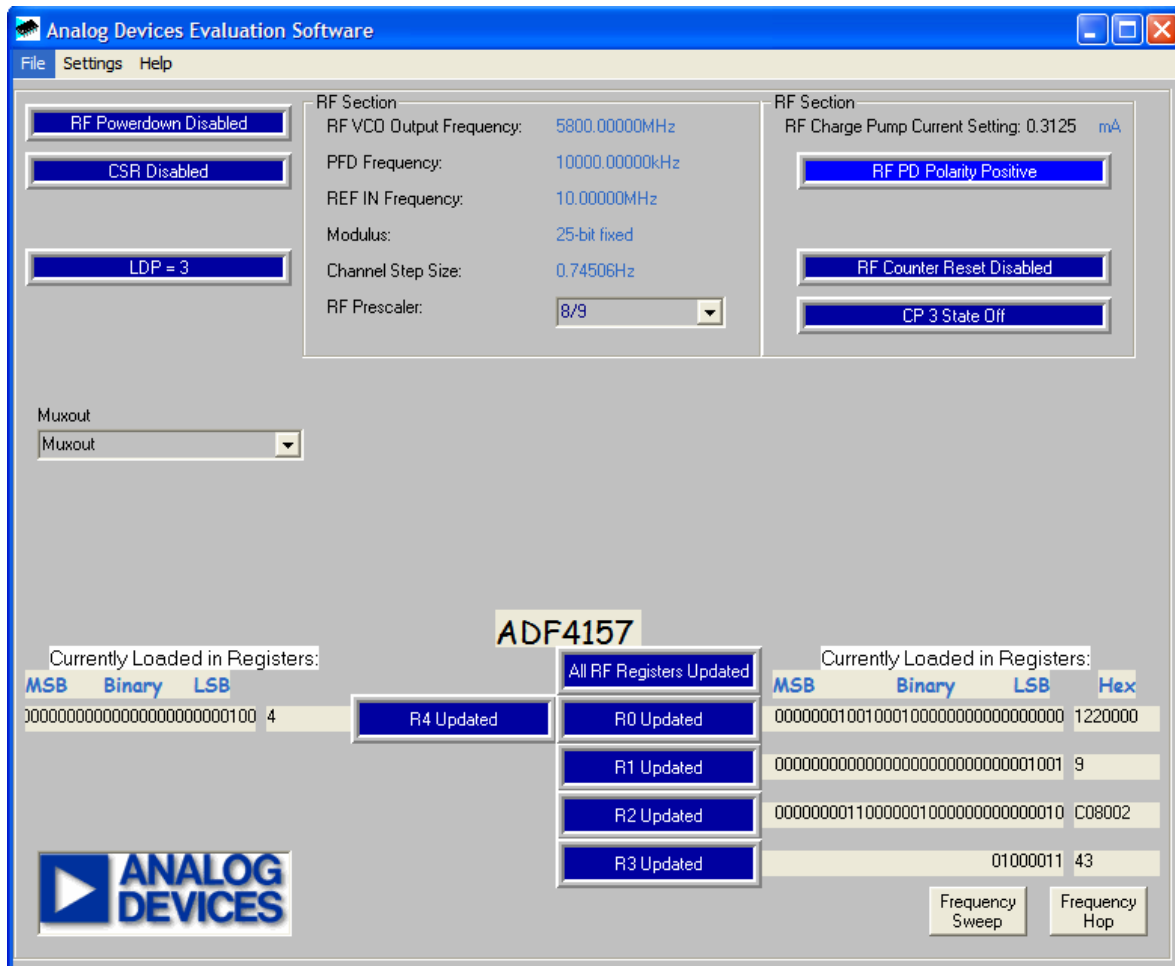 Analog Devices Evaluation Software
File Settings Help
RF Powerdown Disabled
CSR Disabled
LDP = 3
RF Section
RF VCO Output Frequency: 5800.00000MHz
PFD Frequency: 10000.00000kHz
REF IN Frequency: 10.00000MHz
Modulus: 25-bit fixed
Channel Step Size: 0.74506Hz
RF Prescaler: 8/9
RF Section
RF Charge Pump Current Setting: 0.3125 mA
RF PD Polarity Positive
RF Counter Reset Disabled
CP 3 State Off
Muxout
Muxout
ADF4157
Currently Loaded in Registers:
MSB Binary LSB
4
R4 Updated
All RF Registers Updated
R0 Updated
R1 Updated
R2 Updated
R3 Updated
Currently Loaded in Registers:
MSB Binary LSB Hex
00000001001000100000000000000000 1220000
00000000000000000000000000001001 9
00000000110000001000000000000010 C08002
01000011 43
Frequency Sweep
Frequency Hop
ANALOG
DEVICES